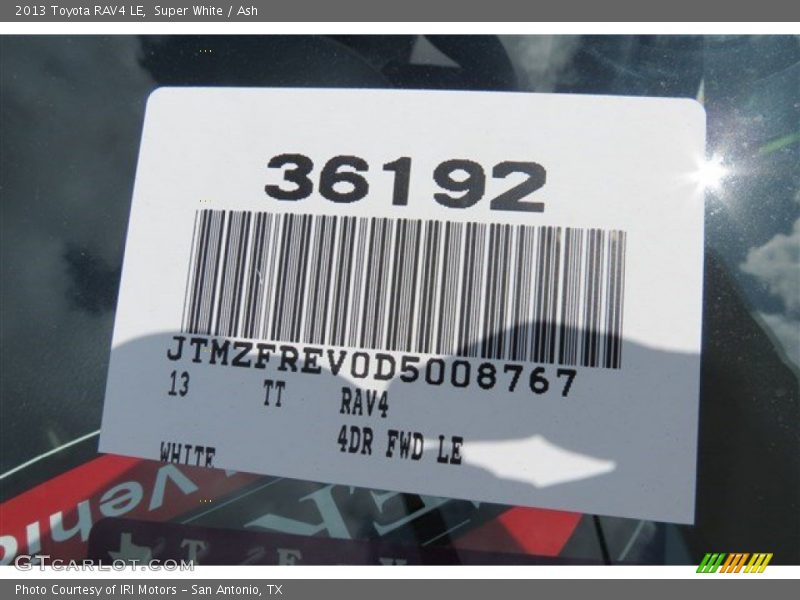 2013 Toyota RAV4 LE, Super White / Ash
36192
JTMZFREV0D5008767
13 TT RAV4
4DR FWD LE
WHITE
Vehi
GTCARLOT.COM
Photo Courtesy of IRI Motors - San Antonio, TX